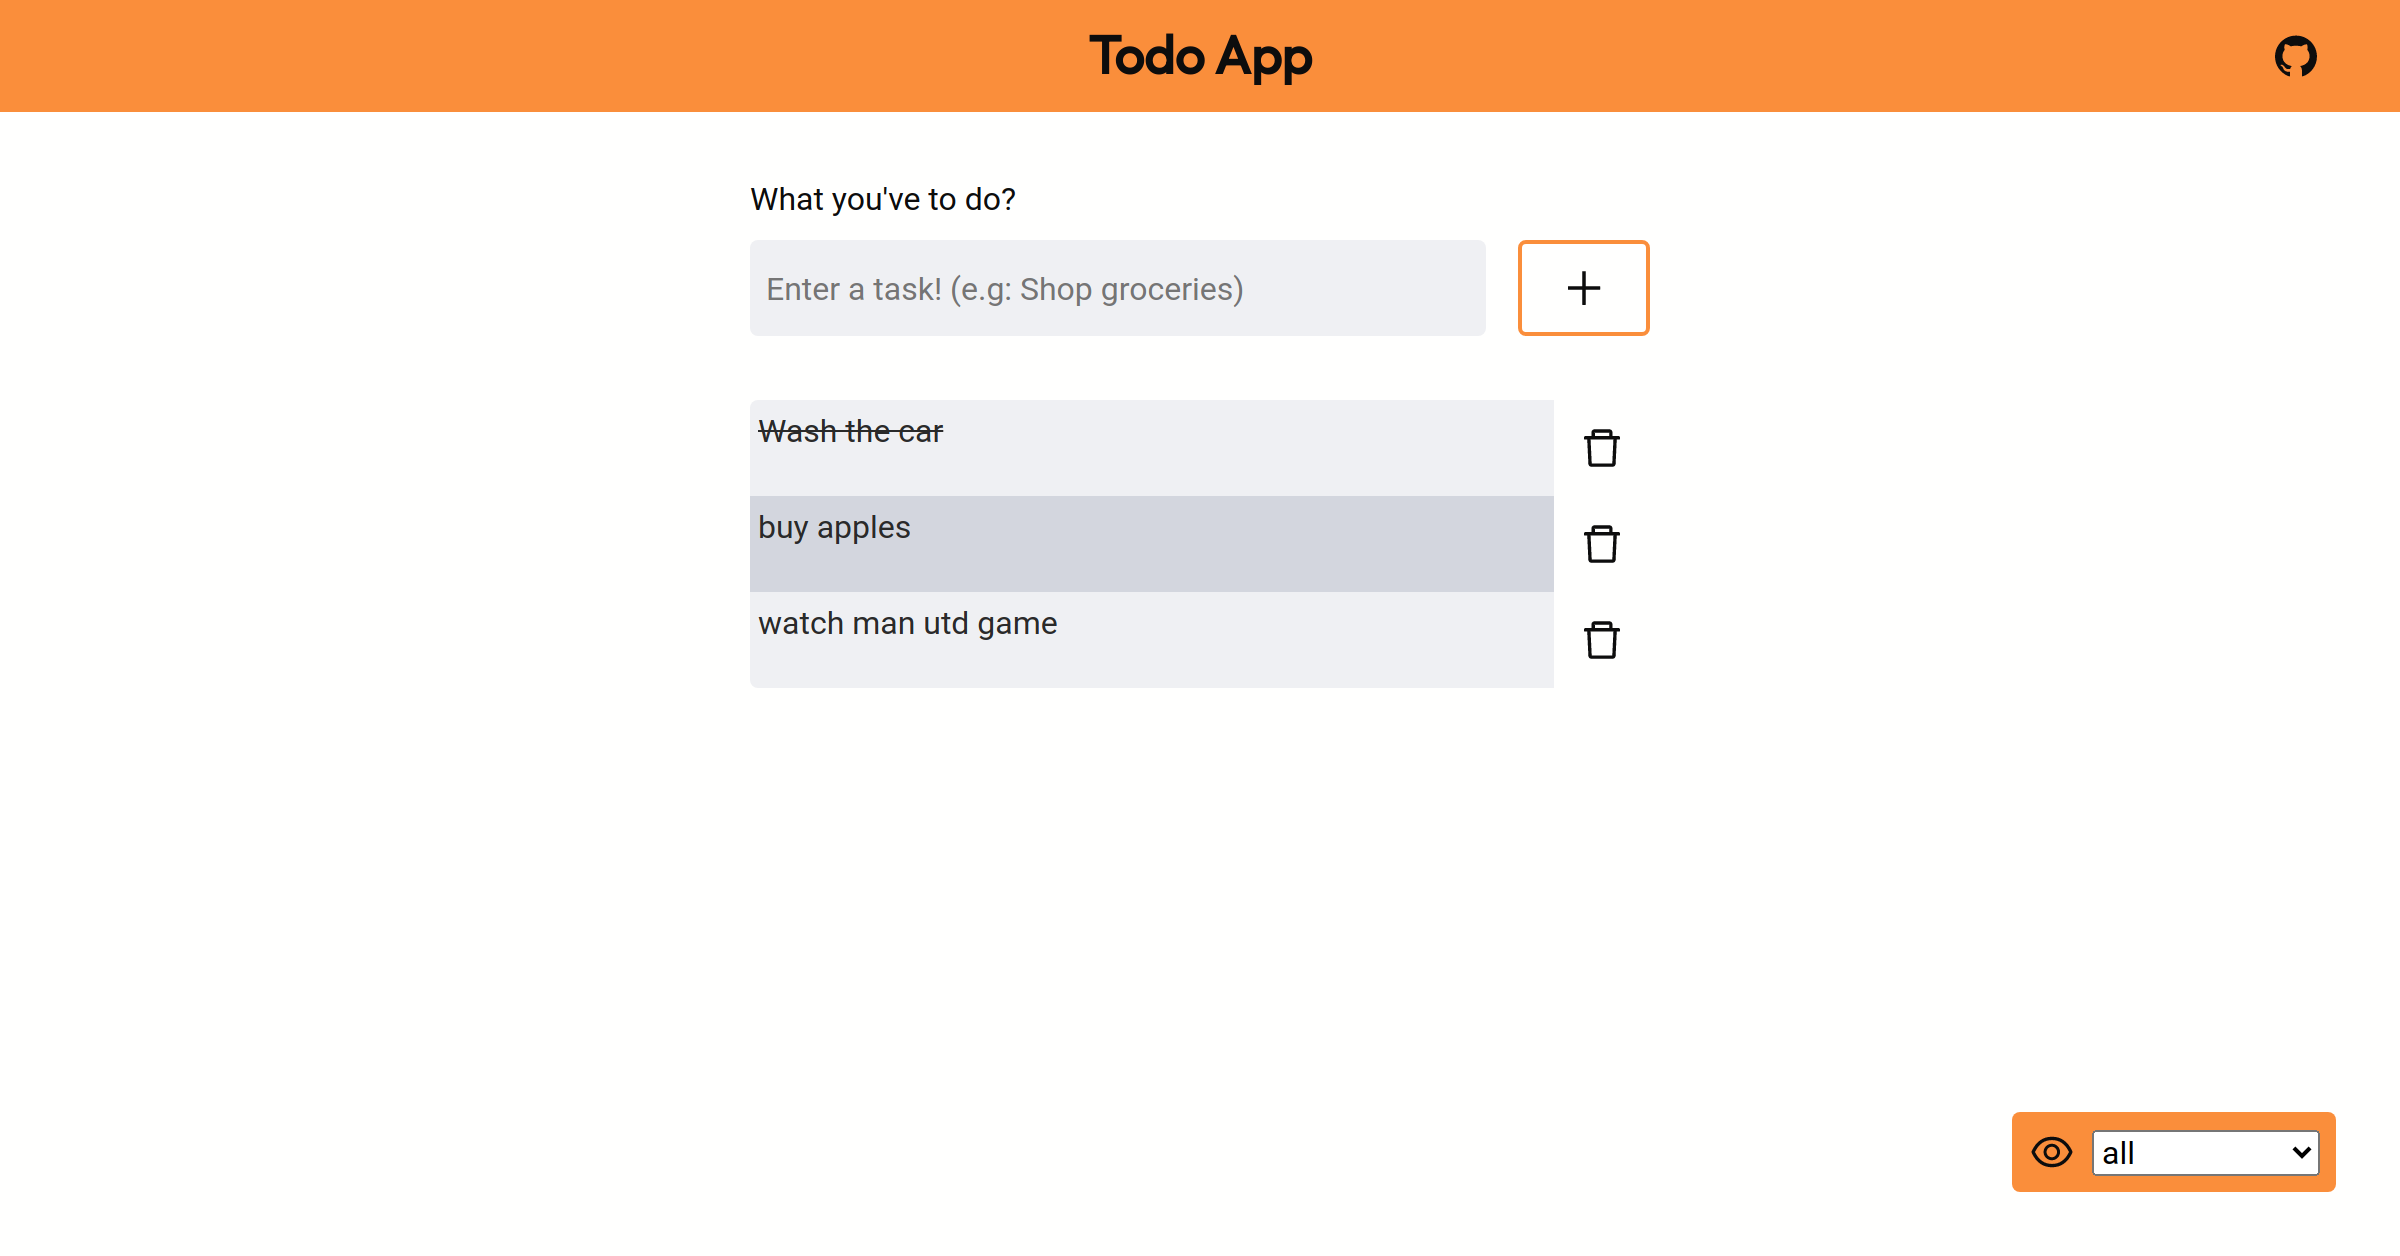 Todo App
What you've to do?
Enter a task! (e.g: Shop groceries)
Wash the car
buy apples
watch man utd game
all